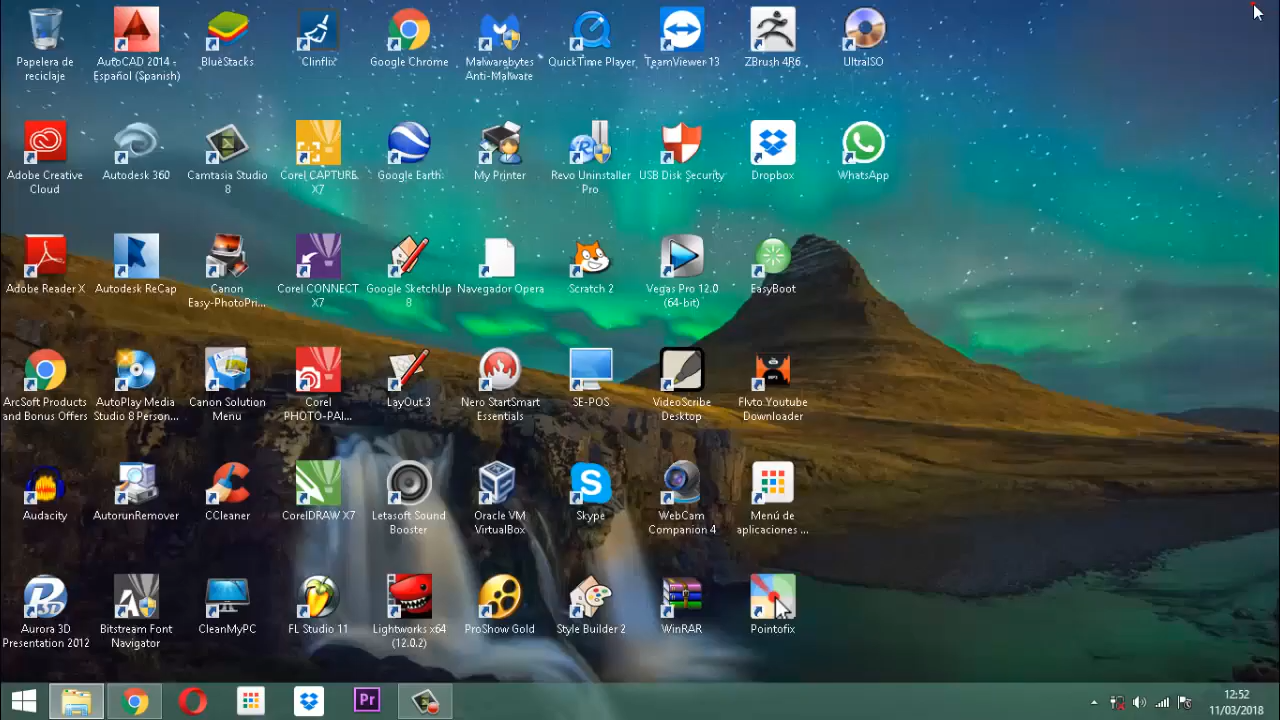 Papelera de
reciclaje
AutoCAD 2014 -
Español (Spanish)
BlueStacks
Clinflix
Google Chrome
Malwarebytes
Anti-Malware
QuickTime Player
TeamViewer 13
ZBrush 4R6
UltraISO
Adobe Creative
Cloud
Autodesk 360
Camtasia Studio
8
Corel CAPTURE
X7
Google Earth
My Printer
Revo Uninstaller
Pro
USB Disk Security
Dropbox
WhatsApp
Adobe Reader X
Autodesk ReCap
Canon
Easy-PhotoPri...
Corel CONNECT
X7
Google SketchUp
8
Navegador Opera
Scratch 2
Vegas Pro 12.0
(64-bit)
EasyBoot
ArcSoft Products
and Bonus Offers
AutoPlay Media
Studio 8 Person...
Canon Solution
Menu
Corel
PHOTO-PAI...
LayOut 3
Nero StartSmart
Essentials
SE-POS
VideoScribe
Desktop
Flvto Youtube
Downloader
Audacity
AutorunRemover
CCleaner
CorelDRAW X7
Letasoft Sound
Booster
Oracle VM
VirtualBox
Skype
WebCam
Companion 4
Menú de
aplicaciones ...
Aurora 3D
Presentation 2012
Bitstream Font
Navigator
CleanMyPC
FL Studio 11
Lightworks x64
(12.0.2)
ProShow Gold
Style Builder 2
WinRAR
Pointofix
Pr
12:52
11/03/2018